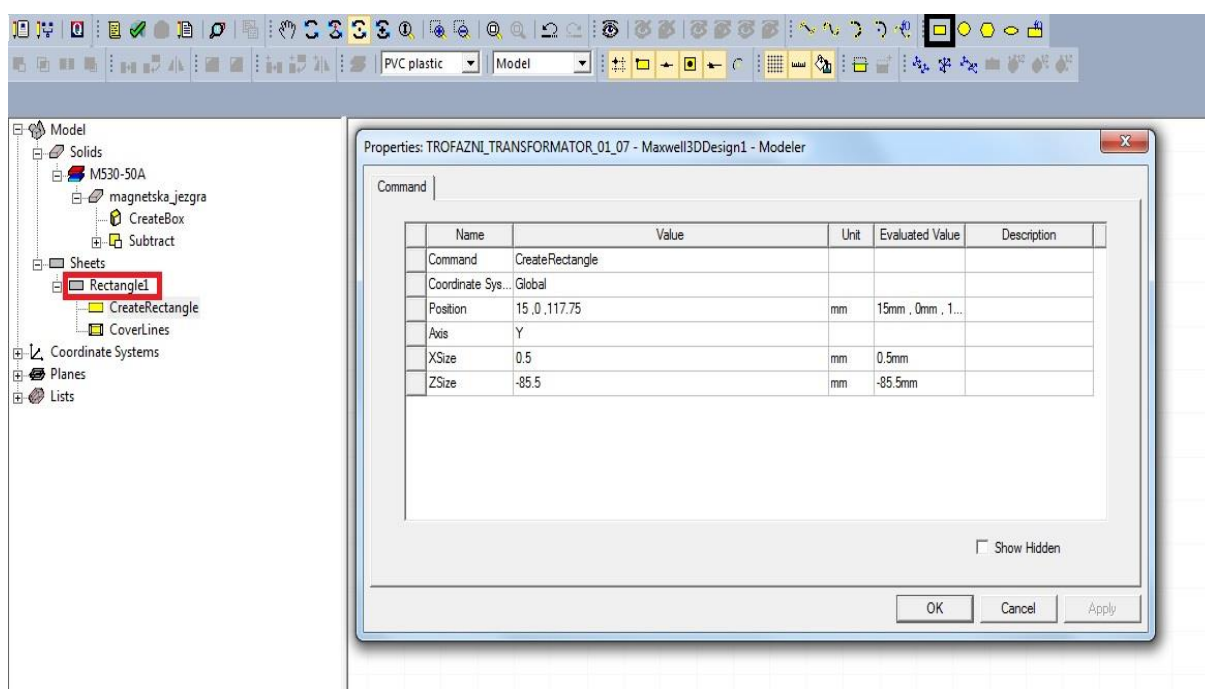 PVC plastic Model
Model
Solids
M530-50A
magnetska_jezgra
CreateBox
Subtract
Sheets
Rectangle1
CreateRectangle
CoverLines
Coordinate Systems
Planes
Lists
Properties: TROFAZNI_TRANSFORMATOR_01_07 - Maxwell3DDesign1 - Modeler
Command
Name Value Unit Evaluated Value Description
Command CreateRectangle
Coordinate Sys... Global
Position 15 ,0 ,117.75 mm 15mm , 0mm , 1...
Axis Y
XSize 0.5 mm 0.5mm
ZSize -85.5 mm -85.5mm
Show Hidden
OK Cancel Apply